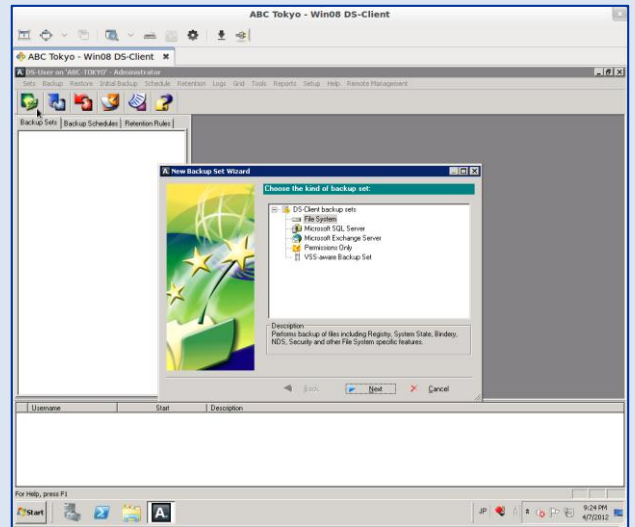 ABC Tokyo - Win08 DS-Client
ABC Tokyo - Win08 DS-Client
DS-User on 'ABC-TOKYO' - Administrator
Sets Backup Restore Initial Backup Schedule Retention Logs Grid Tools Reports Setup Help Remote Management
Backup Sets Backup Schedules Retention Rules
New Backup Set Wizard
Choose the kind of backup set:
DS-Client backup sets
File System
Microsoft SQL Server
Microsoft Exchange Server
Permissions Only
VSS-aware Backup Set
Description
Performs backup of files including Registry, System State, Bindery,
NDS, Security and other File System specific features.
Back Next Cancel
Username Start Description
For Help, press F1
Start A JP 9:24 PM
4/7/2012